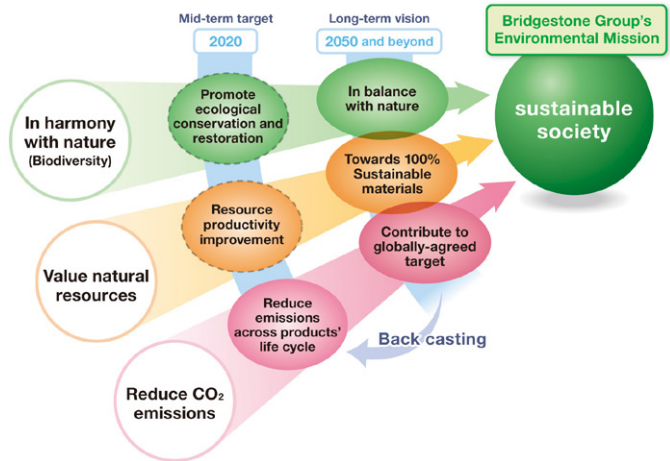 Mid-term target
2020
Long-term vision
2050 and beyond
Bridgestone Group's
Environmental Mission
sustainable
society
In harmony
with nature
(Biodiversity)
Promote
ecological
conservation and
restoration
In balance
with nature
Value natural
resources
Resource
productivity
improvement
Towards 100%
Sustainable
materials
Reduce CO₂
emissions
Reduce
emissions
across products'
life cycle
Contribute to
globally-agreed
target
Back casting